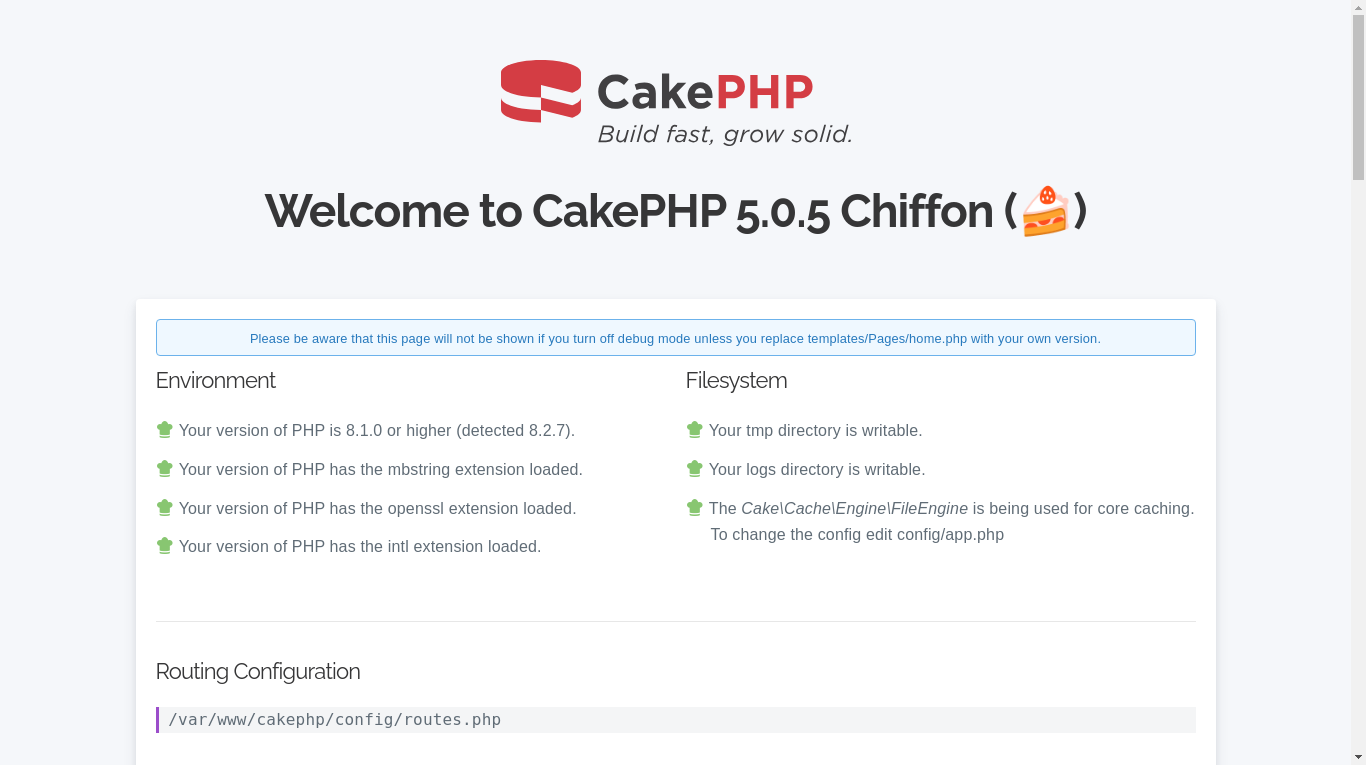 CakePHP
Build fast, grow solid.
Welcome to CakePHP 5.0.5 Chiffon (🍰)
Please be aware that this page will not be shown if you turn off debug mode unless you replace templates/Pages/home.php with your own version.
Environment
Your version of PHP is 8.1.0 or higher (detected 8.2.7).
Your version of PHP has the mbstring extension loaded.
Your version of PHP has the openssl extension loaded.
Your version of PHP has the intl extension loaded.
Filesystem
Your tmp directory is writable.
Your logs directory is writable.
The Cake\Cache\Engine\FileEngine is being used for core caching.
To change the config edit config/app.php
Routing Configuration
/var/www/cakephp/config/routes.php